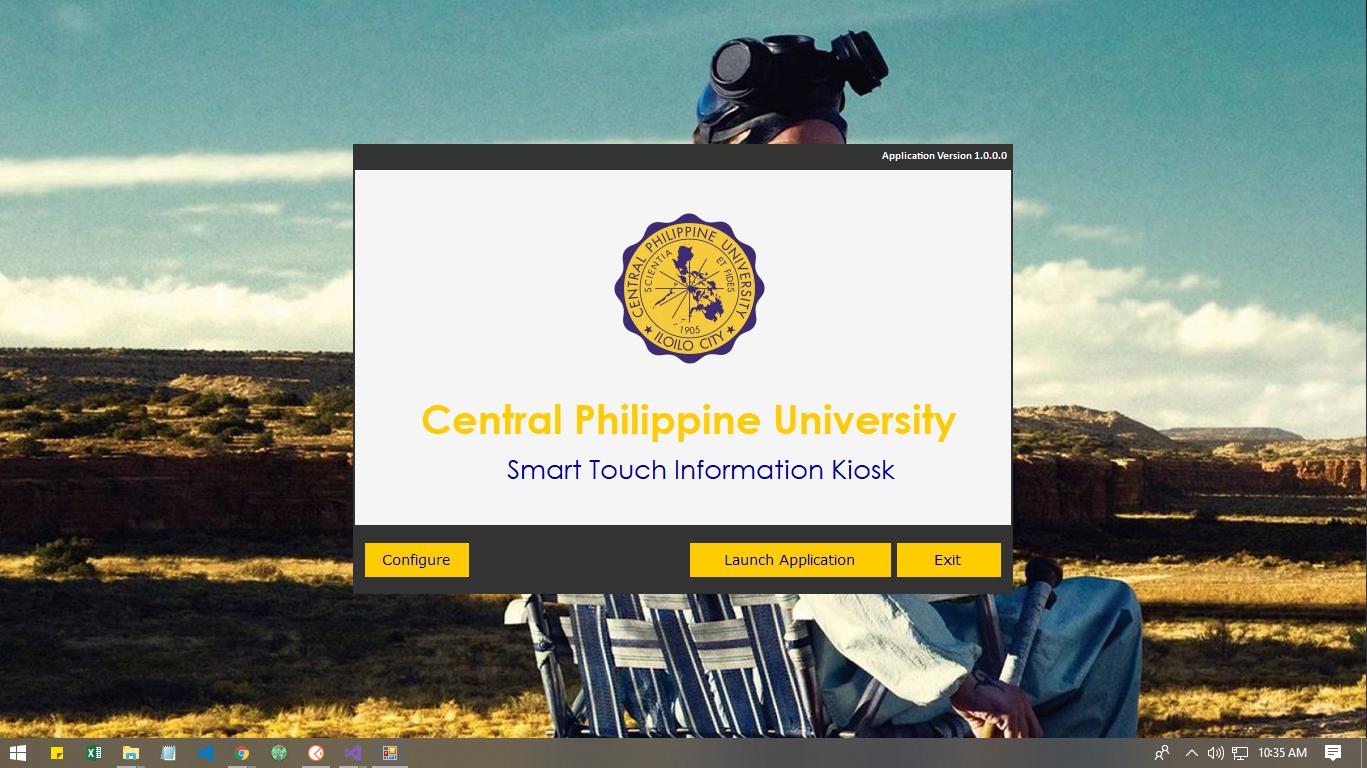 Application Version 1.0.0.0
CENTRAL PHILIPPINE UNIVERSITY
SCIENTIA ET FIDES
1905
★ ILOILO CITY ★
Central Philippine University
Smart Touch Information Kiosk
Configure
Launch Application
Exit
10:35 AM